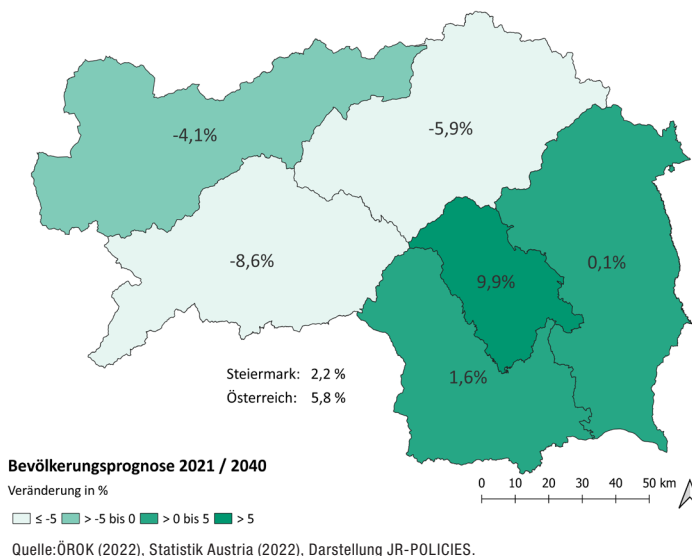 -4,1%
-5,9%
-8,6%
9,9%
0,1%
1,6%
Steiermark: 2,2 %
Österreich: 5,8 %
Bevölkerungsprognose 2021 / 2040
Veränderung in %
≤ -5 > -5 bis 0 > 0 bis 5 > 5
0 10 20 30 40 50 km
Quelle:ÖROK (2022), Statistik Austria (2022), Darstellung JR-POLICIES.